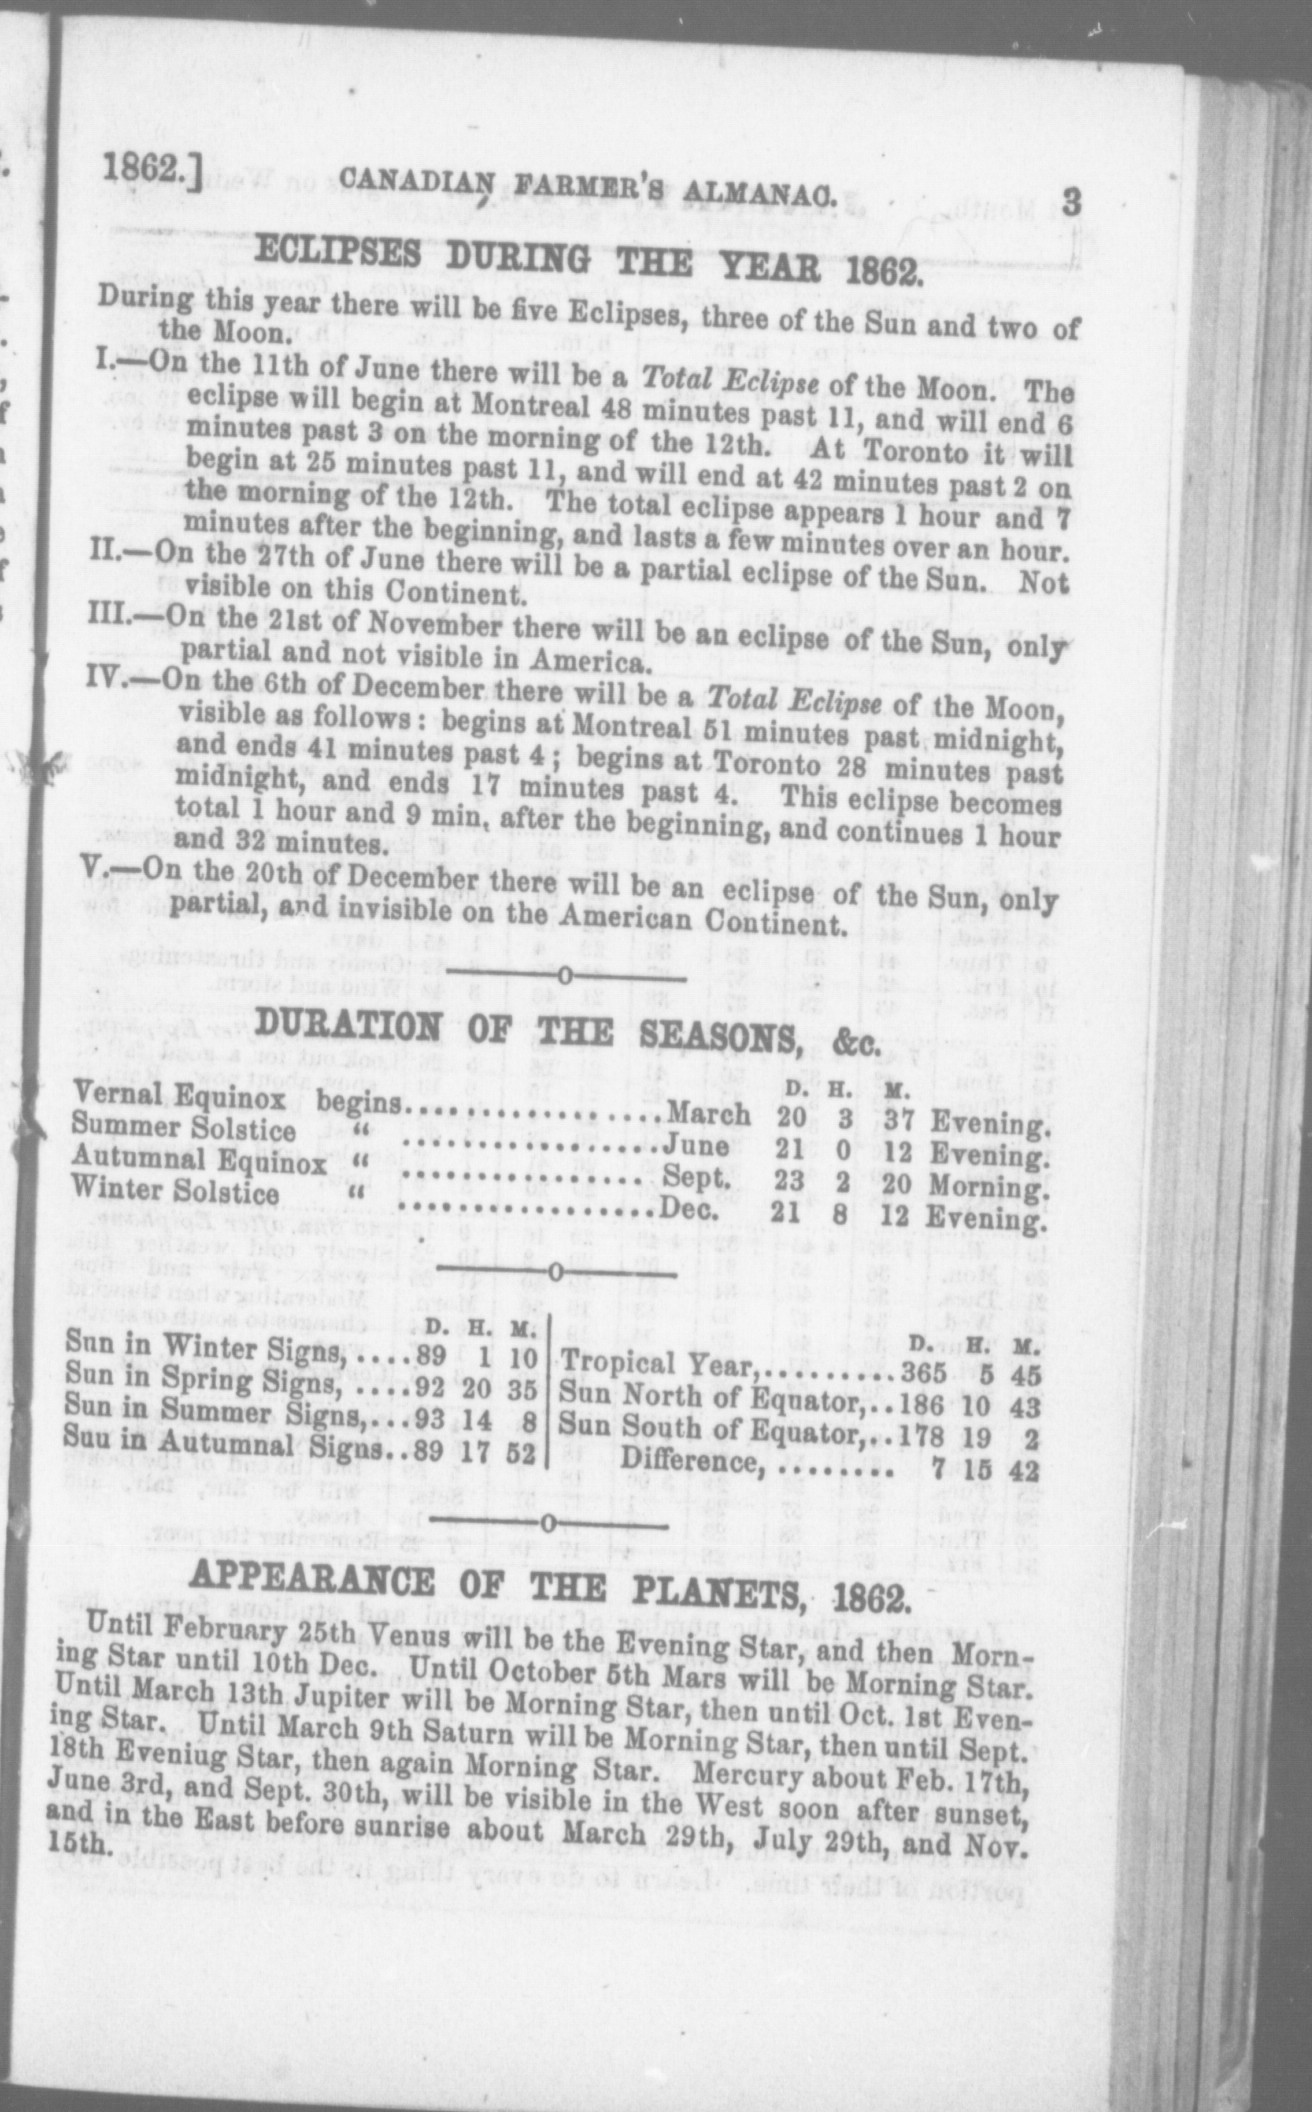 1862.] CANADIAN FARMER'S ALMANAC. 3
ECLIPSES DURING THE YEAR 1862.
During this year there will be five Eclipses, three of the Sun and two of
the Moon.
I.—On the 11th of June there will be a Total Eclipse of the Moon. The
eclipse will begin at Montreal 48 minutes past 11, and will end 6
minutes past 3 on the morning of the 12th. At Toronto it will
begin at 25 minutes past 11, and will end at 42 minutes past 2 on
the morning of the 12th. The total eclipse appears 1 hour and 7
minutes after the beginning, and lasts a few minutes over an hour.
II.—On the 27th of June there will be a partial eclipse of the Sun. Not
visible on this Continent.
III.—On the 21st of November there will be an eclipse of the Sun, only
partial and not visible in America.
IV.—On the 6th of December there will be a Total Eclipse of the Moon,
visible as follows: begins at Montreal 51 minutes past midnight,
and ends 41 minutes past 4; begins at Toronto 28 minutes past
midnight, and ends 17 minutes past 4. This eclipse becomes
total 1 hour and 9 min. after the beginning, and continues 1 hour
and 32 minutes.
V.—On the 20th of December there will be an eclipse of the Sun, only
partial, and invisible on the American Continent.
—o—
DURATION OF THE SEASONS, &c.
D. H. M.
Vernal Equinox begins.................March 20 3 37 Evening.
Summer Solstice " .................June 21 0 12 Evening.
Autumnal Equinox " ................ Sept. 23 2 20 Morning.
Winter Solstice " .................Dec. 21 8 12 Evening.
—o—
D. H. M.
Sun in Winter Signs, ....89 1 10
Sun in Spring Signs, ....92 20 35
Sun in Summer Signs,...93 14 8
Suu in Autumnal Signs..89 17 52
D. H. M.
Tropical Year,.........365 5 45
Sun North of Equator,..186 10 43
Sun South of Equator,..178 19 2
Difference, ........ 7 15 42
—o—
APPEARANCE OF THE PLANETS, 1862.
Until February 25th Venus will be the Evening Star, and then Morn-
ing Star until 10th Dec. Until October 5th Mars will be Morning Star.
Until March 13th Jupiter will be Morning Star, then until Oct. 1st Even-
ing Star. Until March 9th Saturn will be Morning Star, then until Sept.
18th Eveniug Star, then again Morning Star. Mercury about Feb. 17th,
June 3rd, and Sept. 30th, will be visible in the West soon after sunset,
and in the East before sunrise about March 29th, July 29th, and Nov.
15th.